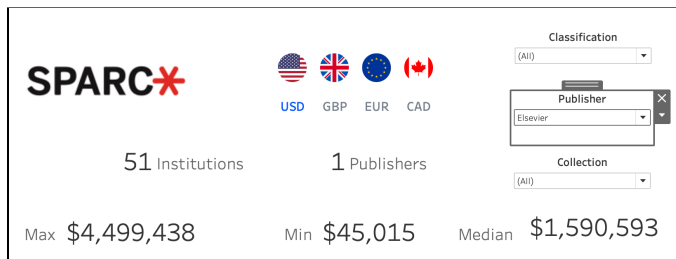 SPARC
USD GBP EUR CAD
Classification
(All)
Publisher
Elsevier
Collection
(All)
51 Institutions
1 Publishers
Max $4,499,438
Min $45,015
Median $1,590,593